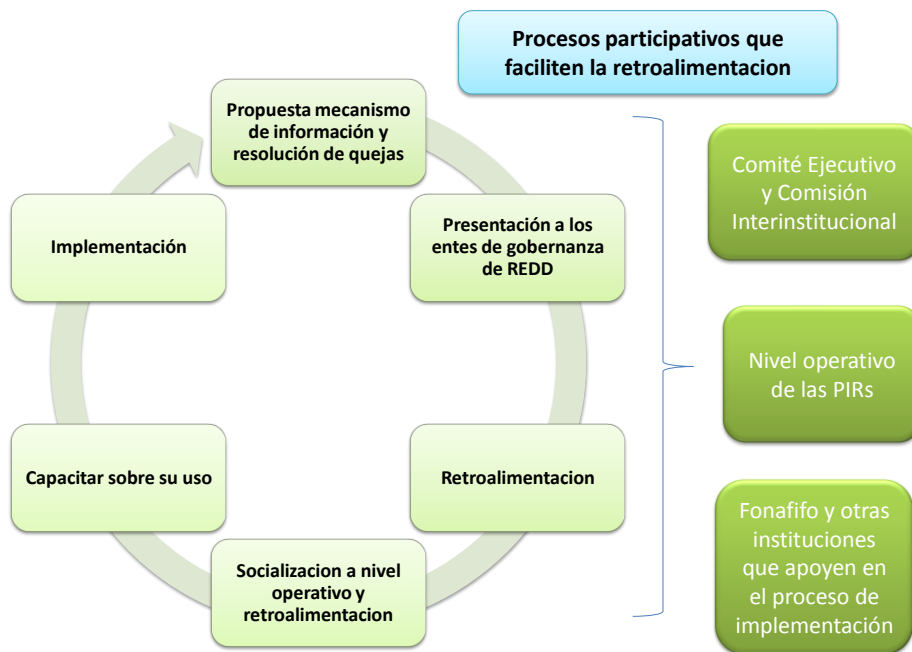 Procesos participativos que
faciliten la retroalimentacion
Propuesta mecanismo
de información y
resolución de quejas
Presentación a los
entes de gobernanza
de REDD
Retroalimentacion
Socializacion a nivel
operativo y
retroalimentacion
Capacitar sobre su uso
Implementación
Comité Ejecutivo
y Comisión
Interinstitucional
Nivel operativo
de las PIRs
Fonafifo y otras
instituciones
que apoyen en
el proceso de
implementación